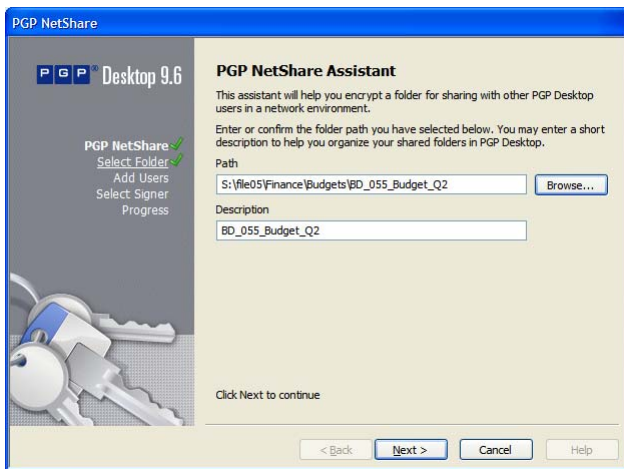 PGP NetShare
PGP® Desktop 9.6
PGP NetShare
Select Folder
Add Users
Select Signer
Progress
PGP NetShare Assistant
This assistant will help you encrypt a folder for sharing with other PGP Desktop
users in a network environment.
Enter or confirm the folder path you have selected below. You may enter a short
description to help you organize your shared folders in PGP Desktop.
Path
S:\file05\Finance\Budgets\BD_055_Budget_Q2
Browse...
Description
BD_055_Budget_Q2
Click Next to continue
< Back
Next >
Cancel
Help